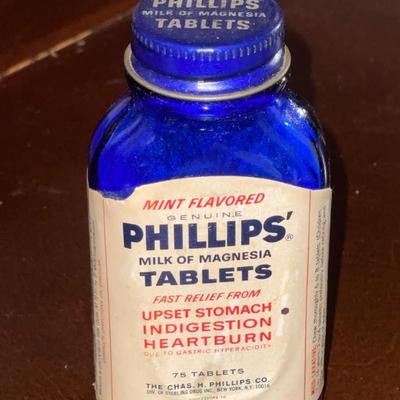 PHILLIPS'
MILK OF MAGNESIA
TABLETS
MINT FLAVORED
GENUINE
PHILLIPS'®
MILK OF MAGNESIA
TABLETS
FAST RELIEF FROM
UPSET STOMACH
INDIGESTION
HEARTBURN
DUE TO GASTRIC HYPERACIDITY
75 TABLETS
THE CHAS. H. PHILLIPS CO.
DIV. OF STERLING DRUG INC., NEW YORK, N.Y. 10016